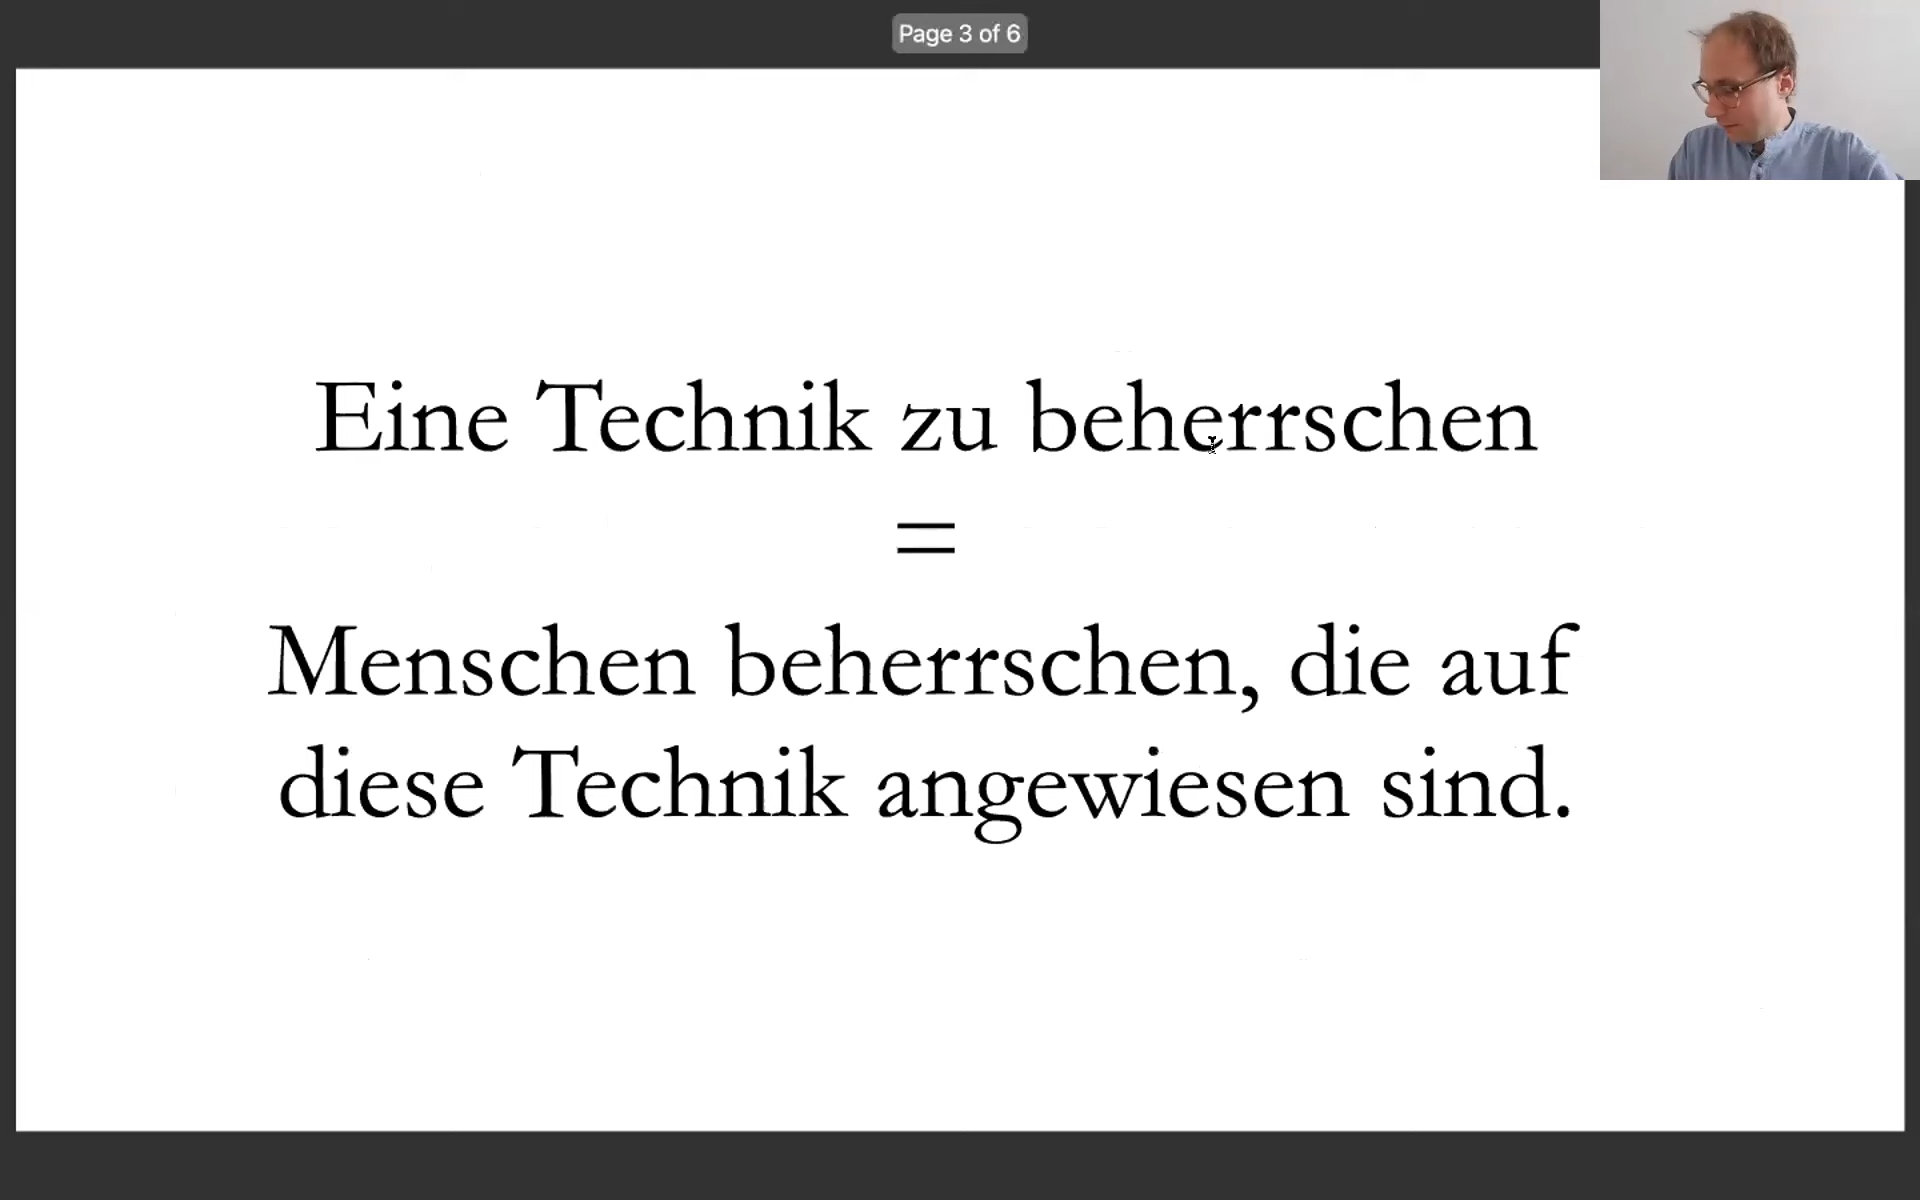 Page 3 of 6
Eine Technik zu beherrschen
=
Menschen beherrschen, die auf
diese Technik angewiesen sind.